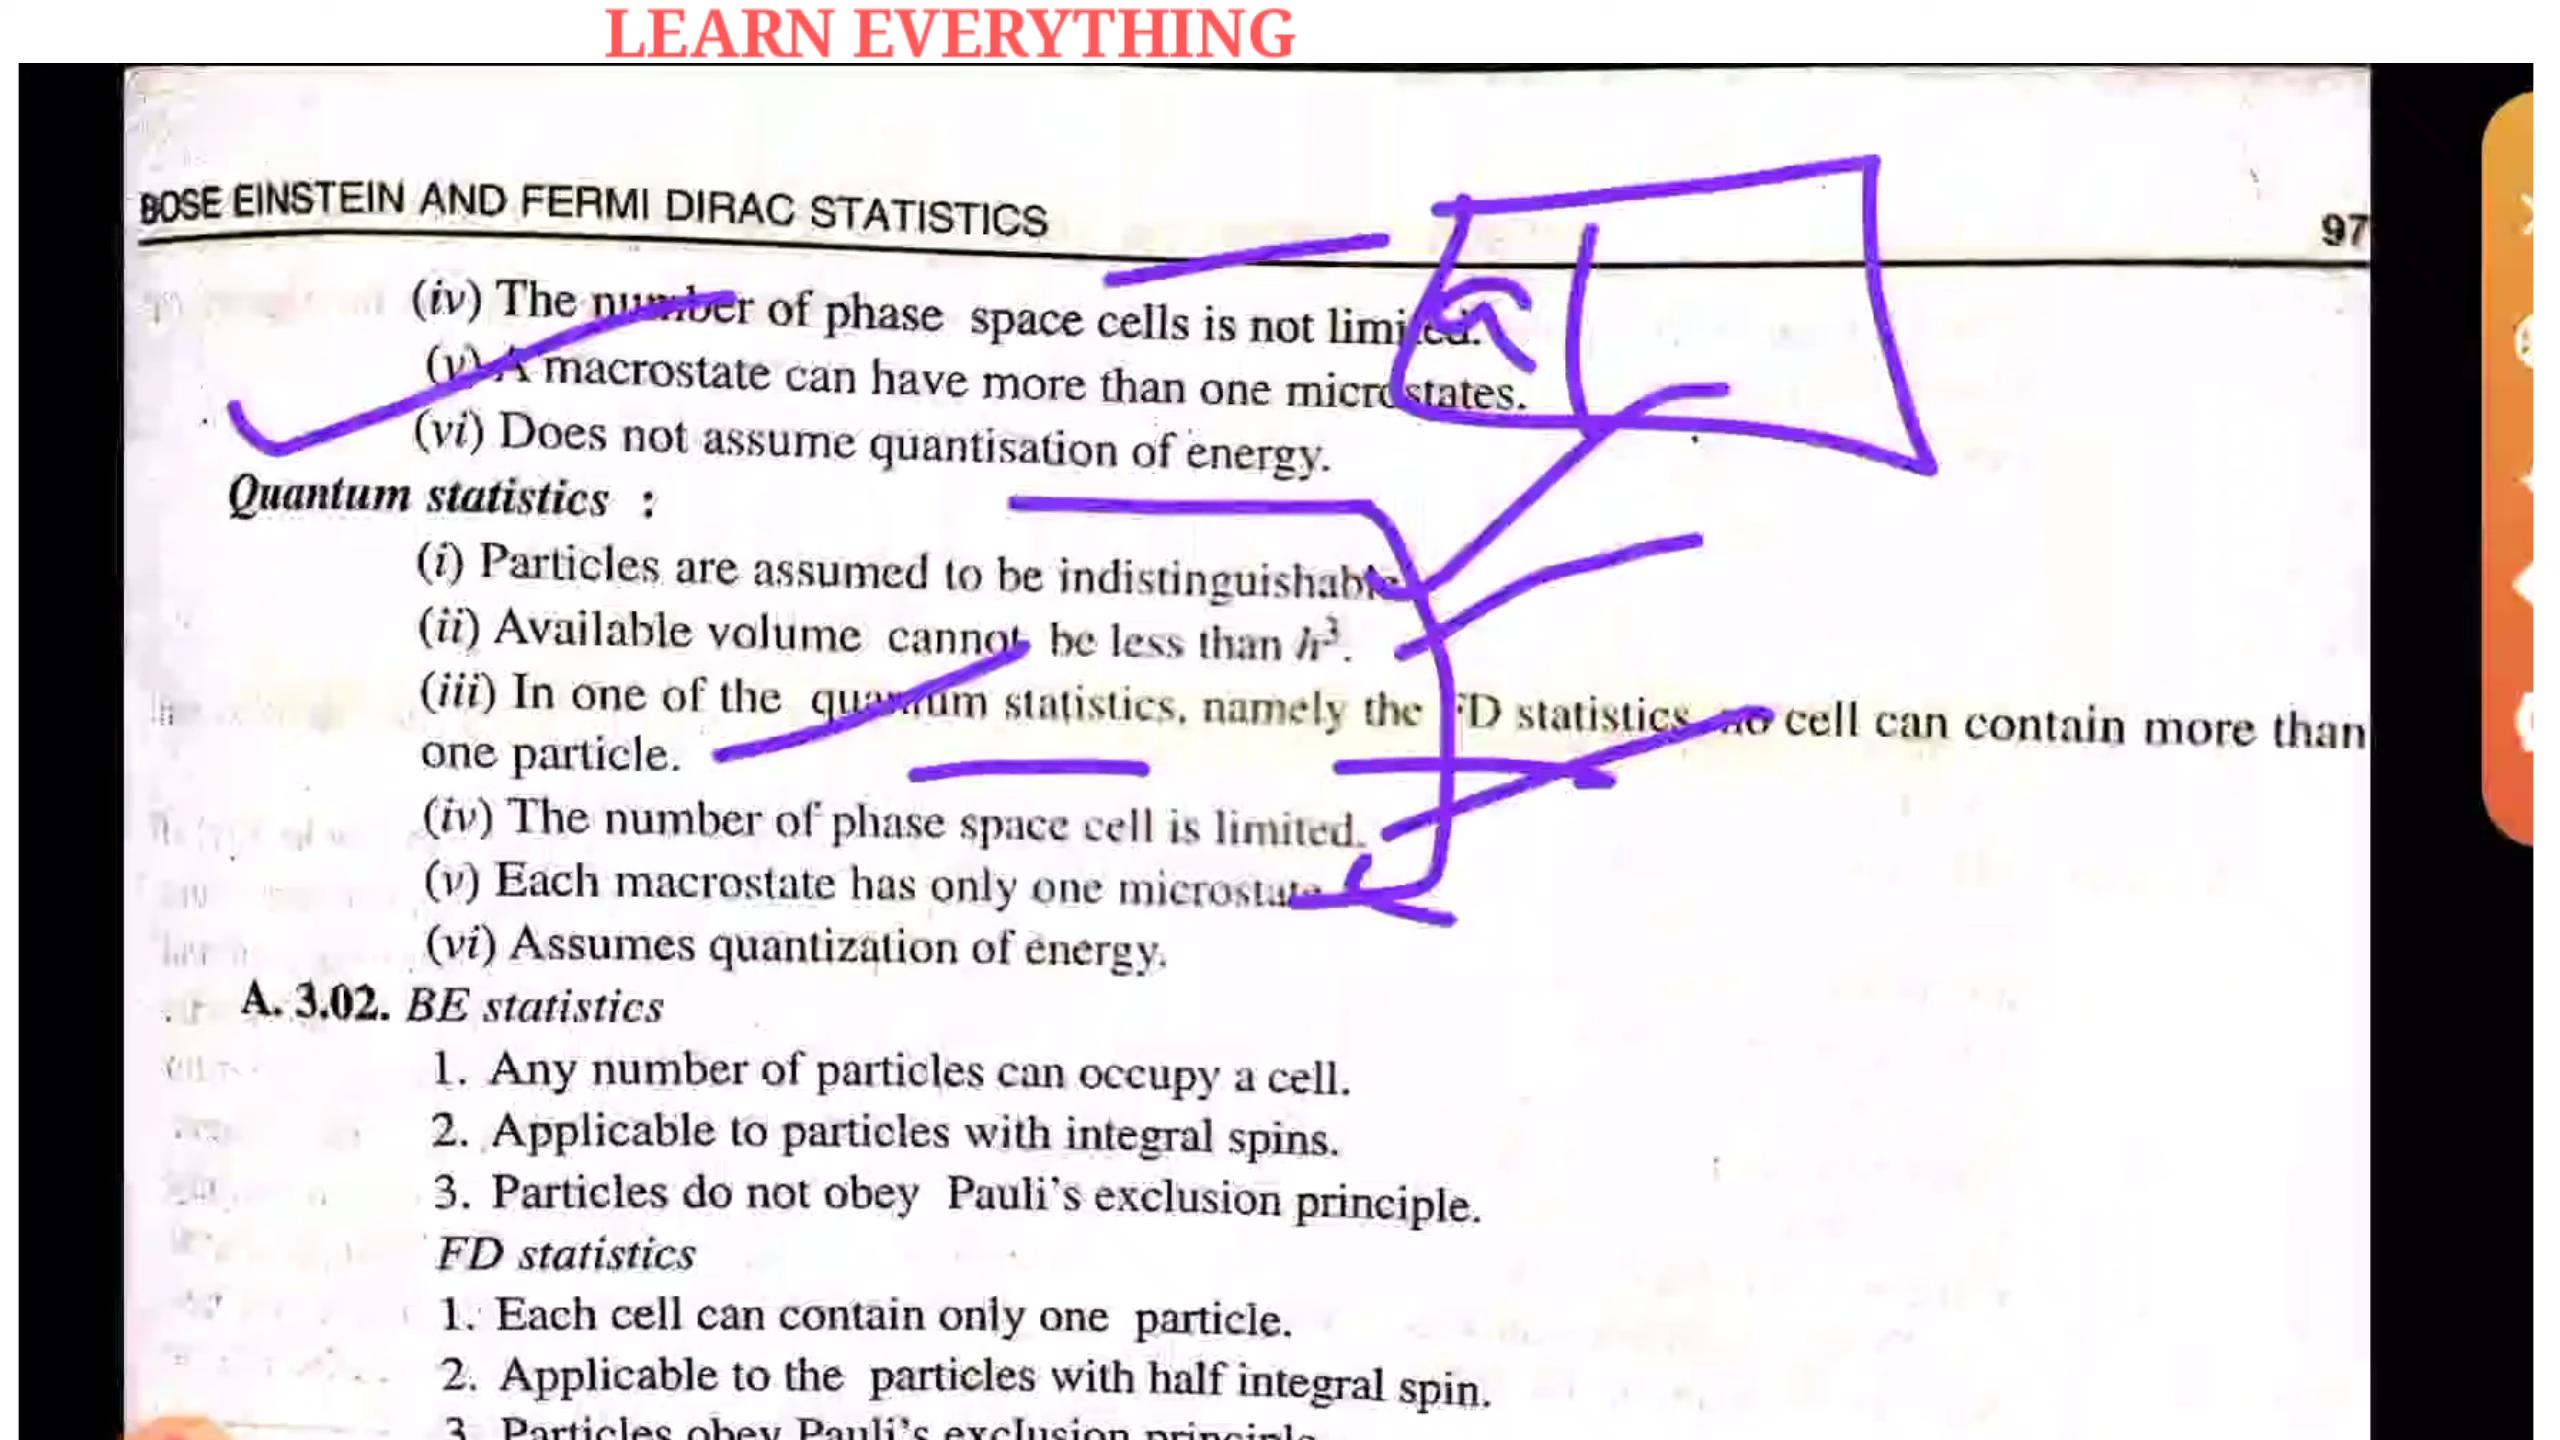 LEARN EVERYTHING
BOSE EINSTEIN AND FERMI DIRAC STATISTICS 97
(iv) The number of phase space cells is not limited.
(v) A macrostate can have more than one microstates.
(vi) Does not assume quantisation of energy.
Quantum statistics :
(i) Particles are assumed to be indistinguishable
(ii) Available volume cannot be less than h³.
(iii) In one of the quantum statistics, namely the FD statistics no cell can contain more than
one particle.
(iv) The number of phase space cell is limited.
(v) Each macrostate has only one microstate
(vi) Assumes quantization of energy.
A. 3.02. BE statistics
1. Any number of particles can occupy a cell.
2. Applicable to particles with integral spins.
3. Particles do not obey Pauli's exclusion principle.
FD statistics
1. Each cell can contain only one particle.
2. Applicable to the particles with half integral spin.
3. Particles obey Pauli's exclusion principle